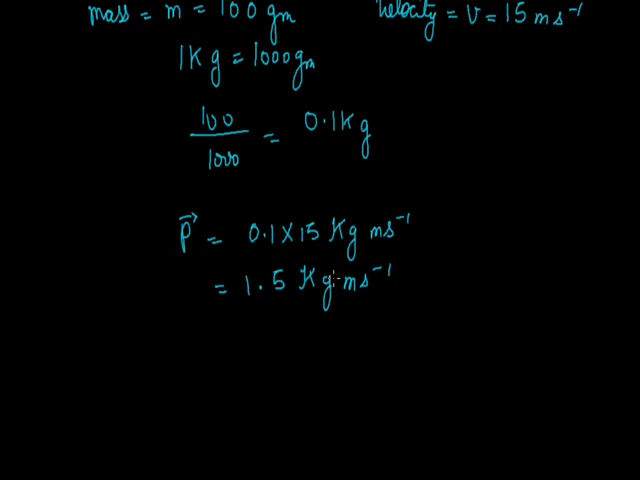 mass = m = 100 gm velocity = v = 15 ms⁻¹
1Kg = 1000gm
100/1000 = 0.1Kg
p⃗ = 0.1 × 15 Kg ms⁻¹
= 1.5 Kg ms⁻¹